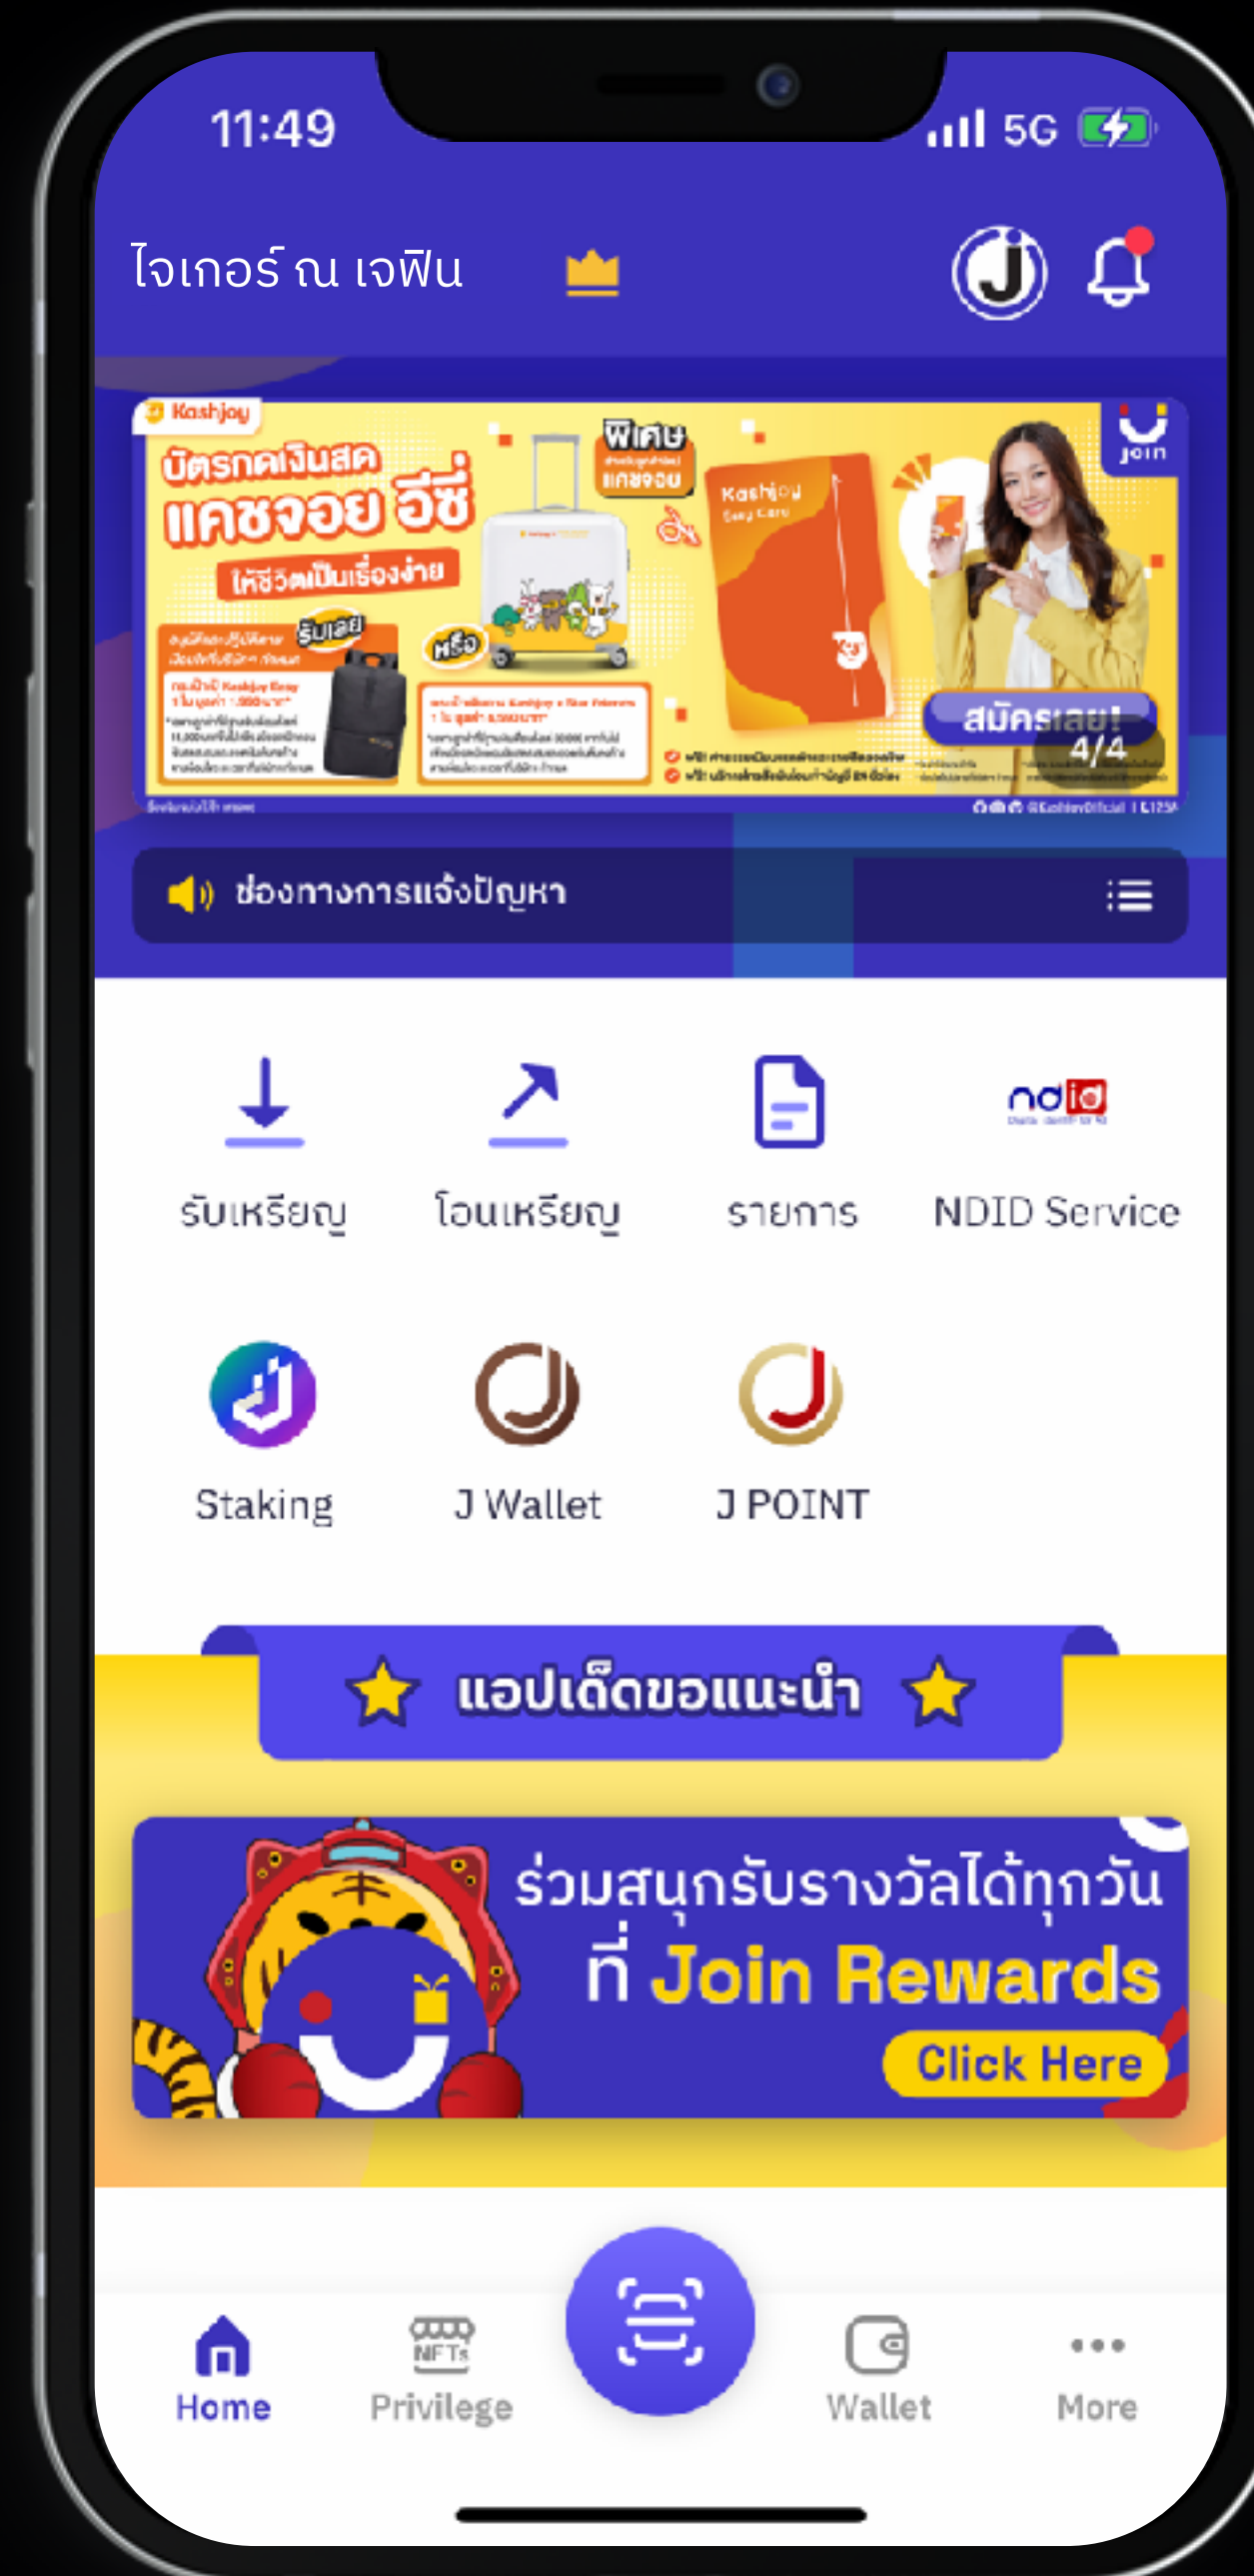 11:49
5G
ไจเกอร์ ณ เจฟิน
Kashjoy
join
บัตรกดเงินสด
แคชจอย อีซี่
ให้ชีวิตเป็นเรื่องง่าย
พิเศษ
แคชจอย
Kashjoy
Easy Card
รับเลย
หรือ
สมัครเลย!
4/4
ช่องทางการแจ้งปัญหา
รับเหรียญ
โอนเหรียญ
รายการ
ndid
NDID Service
Staking
J Wallet
J POINT
แอปเด็ดขอแนะนำ
ร่วมสนุกรับรางวัลได้ทุกวัน
ที่ Join Rewards
Click Here
NFTs
Home
Privilege
Wallet
More